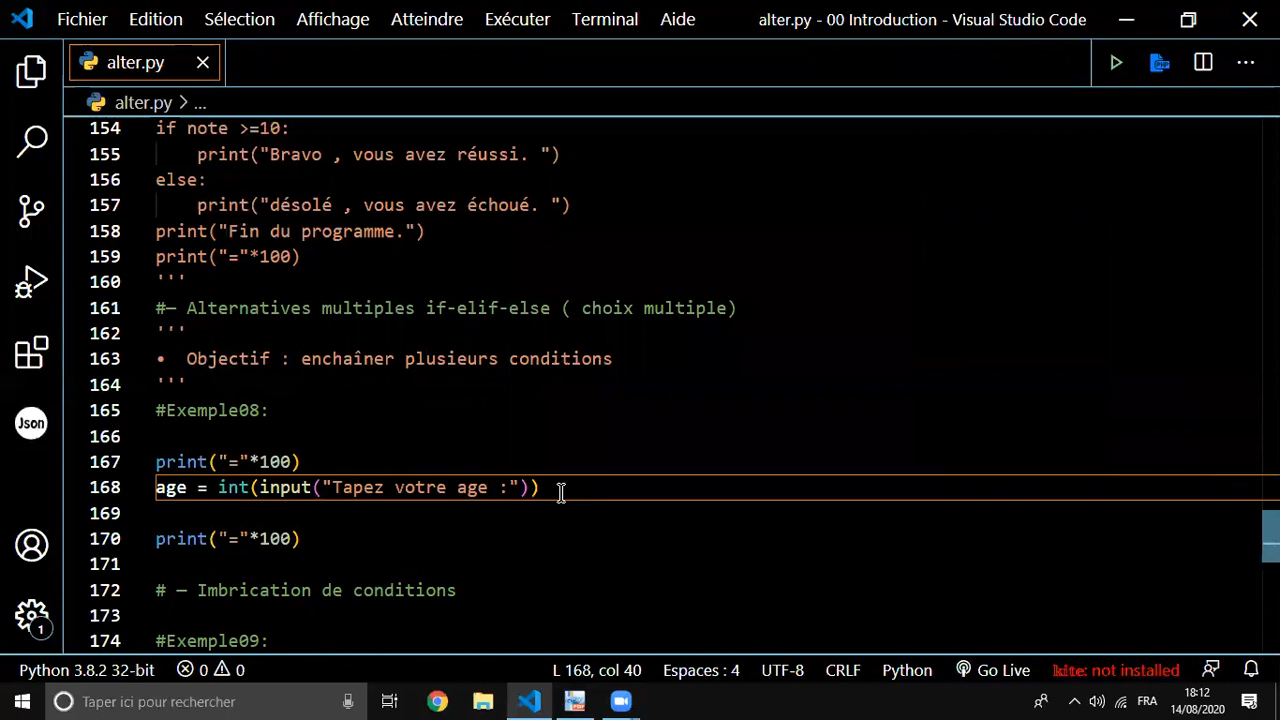 Fichier Edition Sélection Affichage Atteindre Exécuter Terminal Aide alter.py - 00 Introduction - Visual Studio Code
alter.py
alter.py > ...
154 if note >=10:
155 print("Bravo , vous avez réussi. ")
156 else:
157 print("désolé , vous avez échoué. ")
158 print("Fin du programme.")
159 print("="*100)
160 '''
161 #— Alternatives multiples if-elif-else ( choix multiple)
162 '''
163 • Objectif : enchaîner plusieurs conditions
164 '''
165 #Exemple08:
166
167 print("="*100)
168 age = int(input("Tapez votre age :"))
169
170 print("="*100)
171
172 # — Imbrication de conditions
173
174 #Exemple09:
Json
1
Python 3.8.2 32-bit 0 0 L 168, col 40 Espaces : 4 UTF-8 CRLF Python Go Live kite: not installed
Taper ici pour rechercher
FRA
18:12
14/08/2020